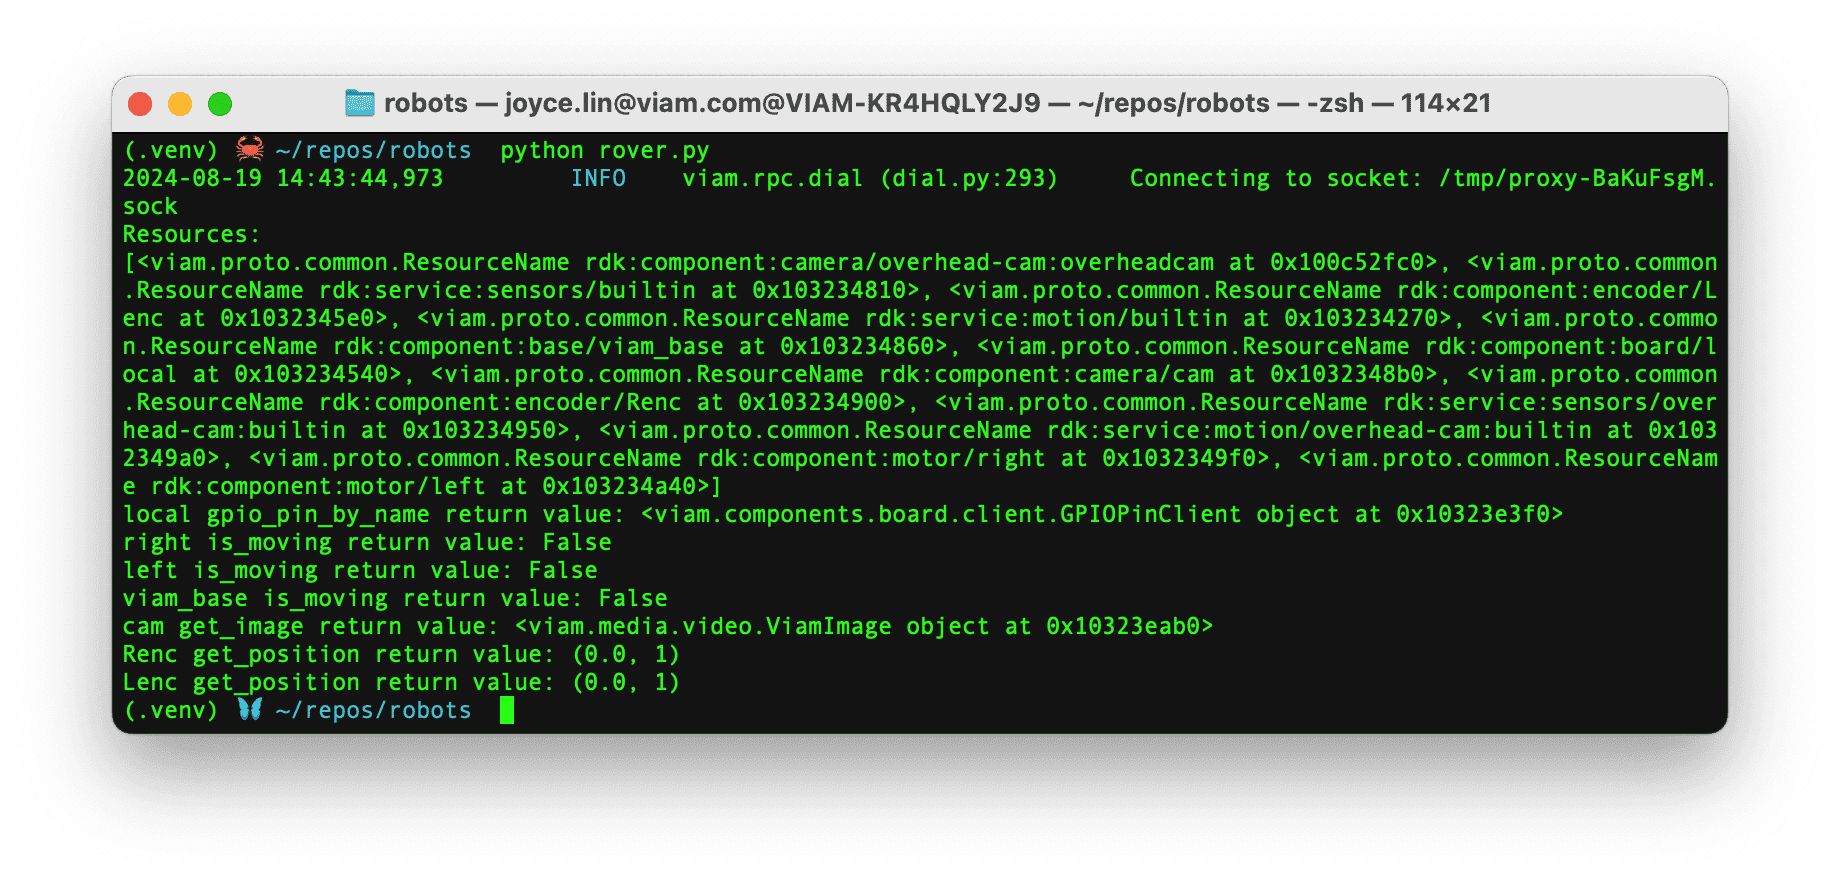 robots — joyce.lin@viam.com@VIAM-KR4HQLY2J9 — ~/repos/robots — -zsh — 114×21
(.venv) 🦀 ~/repos/robots  python rover.py
2024-08-19 14:43:44,973         INFO    viam.rpc.dial (dial.py:293)     Connecting to socket: /tmp/proxy-BaKuFsgM.
sock
Resources:
[<viam.proto.common.ResourceName rdk:component:camera/overhead-cam:overheadcam at 0x100c52fc0>, <viam.proto.common
.ResourceName rdk:service:sensors/builtin at 0x103234810>, <viam.proto.common.ResourceName rdk:component:encoder/L
enc at 0x1032345e0>, <viam.proto.common.ResourceName rdk:service:motion/builtin at 0x103234270>, <viam.proto.commo
n.ResourceName rdk:component:base/viam_base at 0x103234860>, <viam.proto.common.ResourceName rdk:component:board/l
ocal at 0x103234540>, <viam.proto.common.ResourceName rdk:component:camera/cam at 0x1032348b0>, <viam.proto.common
.ResourceName rdk:component:encoder/Renc at 0x103234900>, <viam.proto.common.ResourceName rdk:service:sensors/over
head-cam:builtin at 0x103234950>, <viam.proto.common.ResourceName rdk:service:motion/overhead-cam:builtin at 0x103
2349a0>, <viam.proto.common.ResourceName rdk:component:motor/right at 0x1032349f0>, <viam.proto.common.ResourceNam
e rdk:component:motor/left at 0x103234a40>]
local gpio_pin_by_name return value: <viam.components.board.client.GPIOPinClient object at 0x10323e3f0>
right is_moving return value: False
left is_moving return value: False
viam_base is_moving return value: False
cam get_image return value: <viam.media.video.ViamImage object at 0x10323eab0>
Renc get_position return value: (0.0, 1)
Lenc get_position return value: (0.0, 1)
(.venv) 🦋 ~/repos/robots